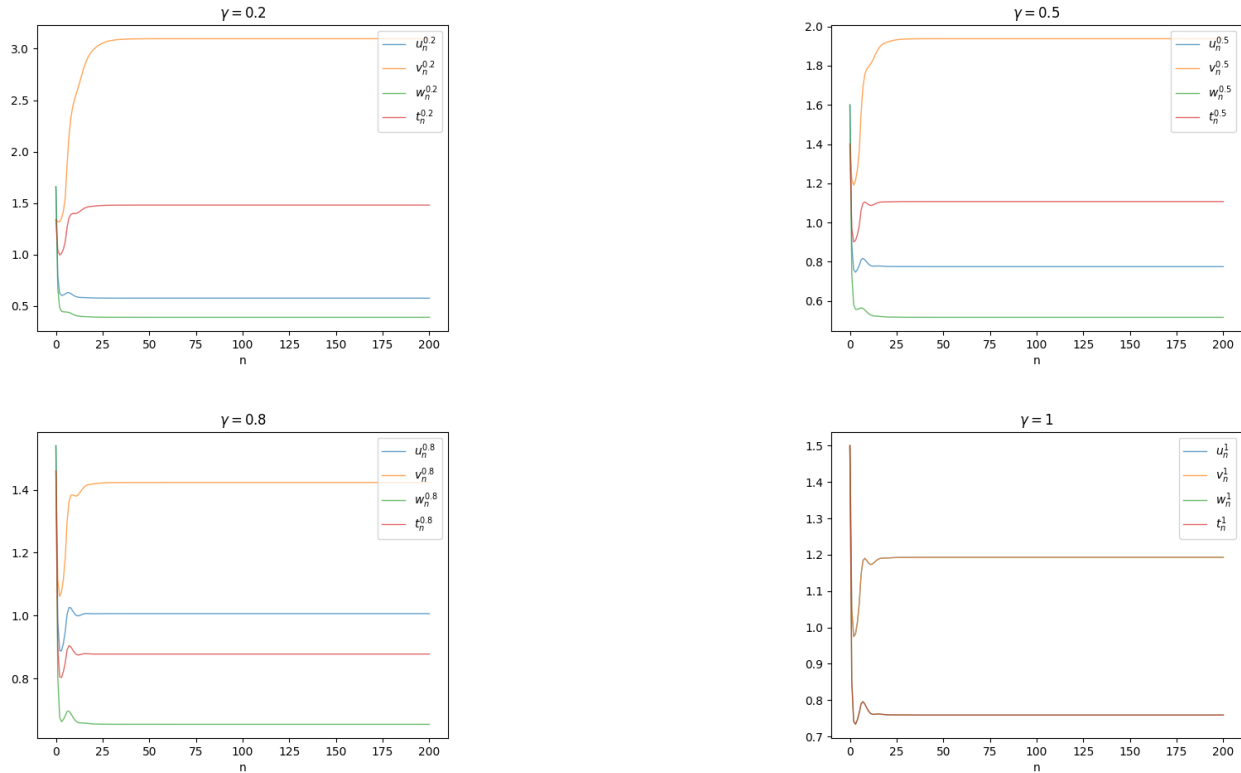 γ = 0.2
3.0
2.5
2.0
1.5
1.0
0.5
u_n^{0.2}
v_n^{0.2}
w_n^{0.2}
t_n^{0.2}
0 25 50 75 100 125 150 175 200
n
γ = 0.5
2.0
1.8
1.6
1.4
1.2
1.0
0.8
0.6
u_n^{0.5}
v_n^{0.5}
w_n^{0.5}
t_n^{0.5}
0 25 50 75 100 125 150 175 200
n
γ = 0.8
1.4
1.2
1.0
0.8
u_n^{0.8}
v_n^{0.8}
w_n^{0.8}
t_n^{0.8}
0 25 50 75 100 125 150 175 200
n
γ = 1
1.5
1.4
1.3
1.2
1.1
1.0
0.9
0.8
0.7
u_n^1
v_n^1
w_n^1
t_n^1
0 25 50 75 100 125 150 175 200
n